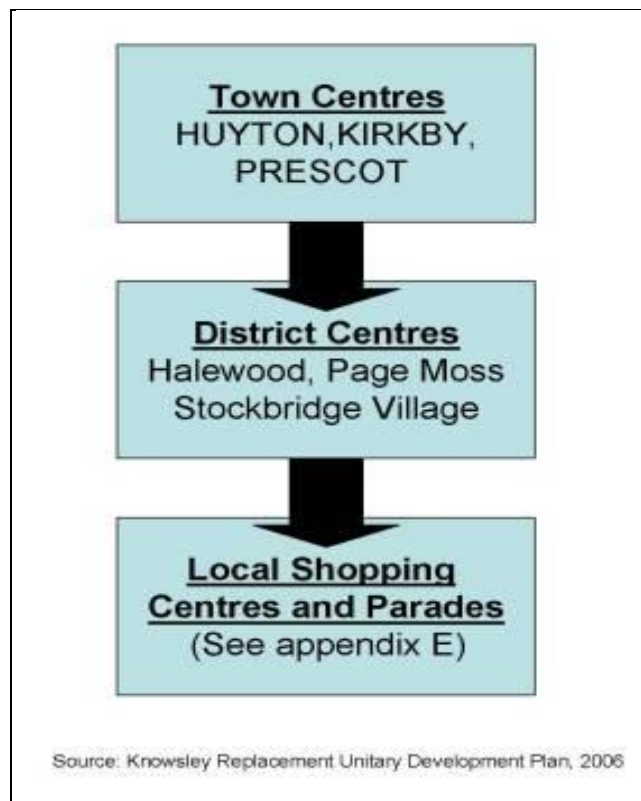 Town Centres
HUYTON,KIRKBY,
PRESCOT
District Centres
Halewood, Page Moss
Stockbridge Village
Local Shopping
Centres and Parades
(See appendix E)
Source: Knowsley Replacement Unitary Development Plan, 2006